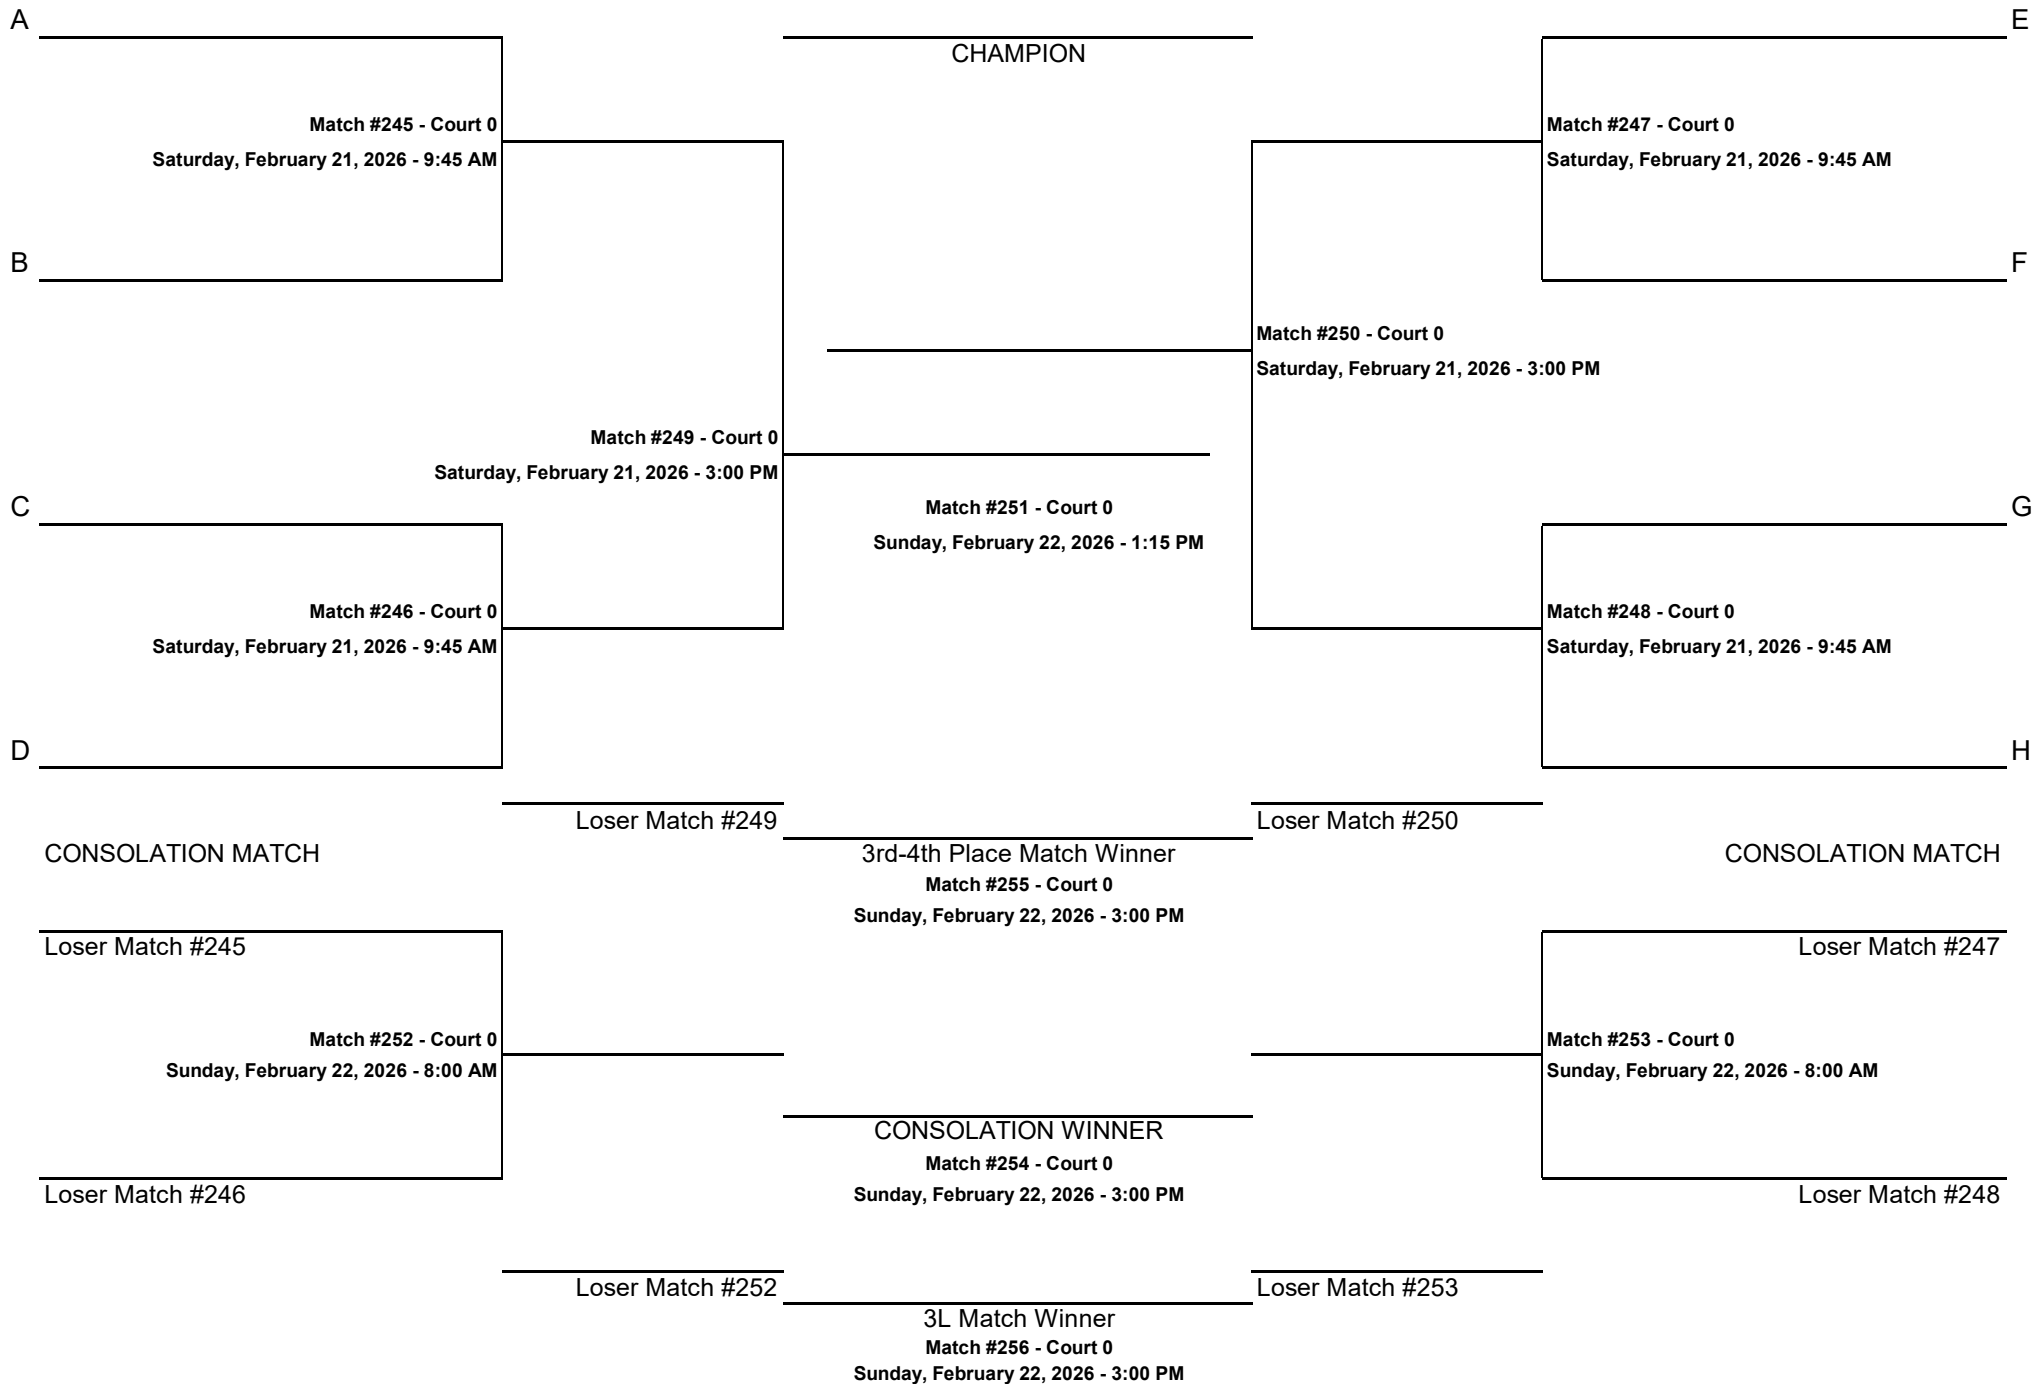 A
E
CHAMPION
Match #245 - Court 0
Saturday, February 21, 2026 - 9:45 AM
Match #247 - Court 0
Saturday, February 21, 2026 - 9:45 AM
B
F
Match #250 - Court 0
Saturday, February 21, 2026 - 3:00 PM
Match #249 - Court 0
Saturday, February 21, 2026 - 3:00 PM
C
G
Match #251 - Court 0
Sunday, February 22, 2026 - 1:15 PM
Match #246 - Court 0
Saturday, February 21, 2026 - 9:45 AM
Match #248 - Court 0
Saturday, February 21, 2026 - 9:45 AM
D
H
Loser Match #249
Loser Match #250
CONSOLATION MATCH
3rd-4th Place Match Winner
CONSOLATION MATCH
Match #255 - Court 0
Sunday, February 22, 2026 - 3:00 PM
Loser Match #245
Loser Match #247
Match #252 - Court 0
Sunday, February 22, 2026 - 8:00 AM
Match #253 - Court 0
Sunday, February 22, 2026 - 8:00 AM
CONSOLATION WINNER
Match #254 - Court 0
Sunday, February 22, 2026 - 3:00 PM
Loser Match #246
Loser Match #248
Loser Match #252
Loser Match #253
3L Match Winner
Match #256 - Court 0
Sunday, February 22, 2026 - 3:00 PM